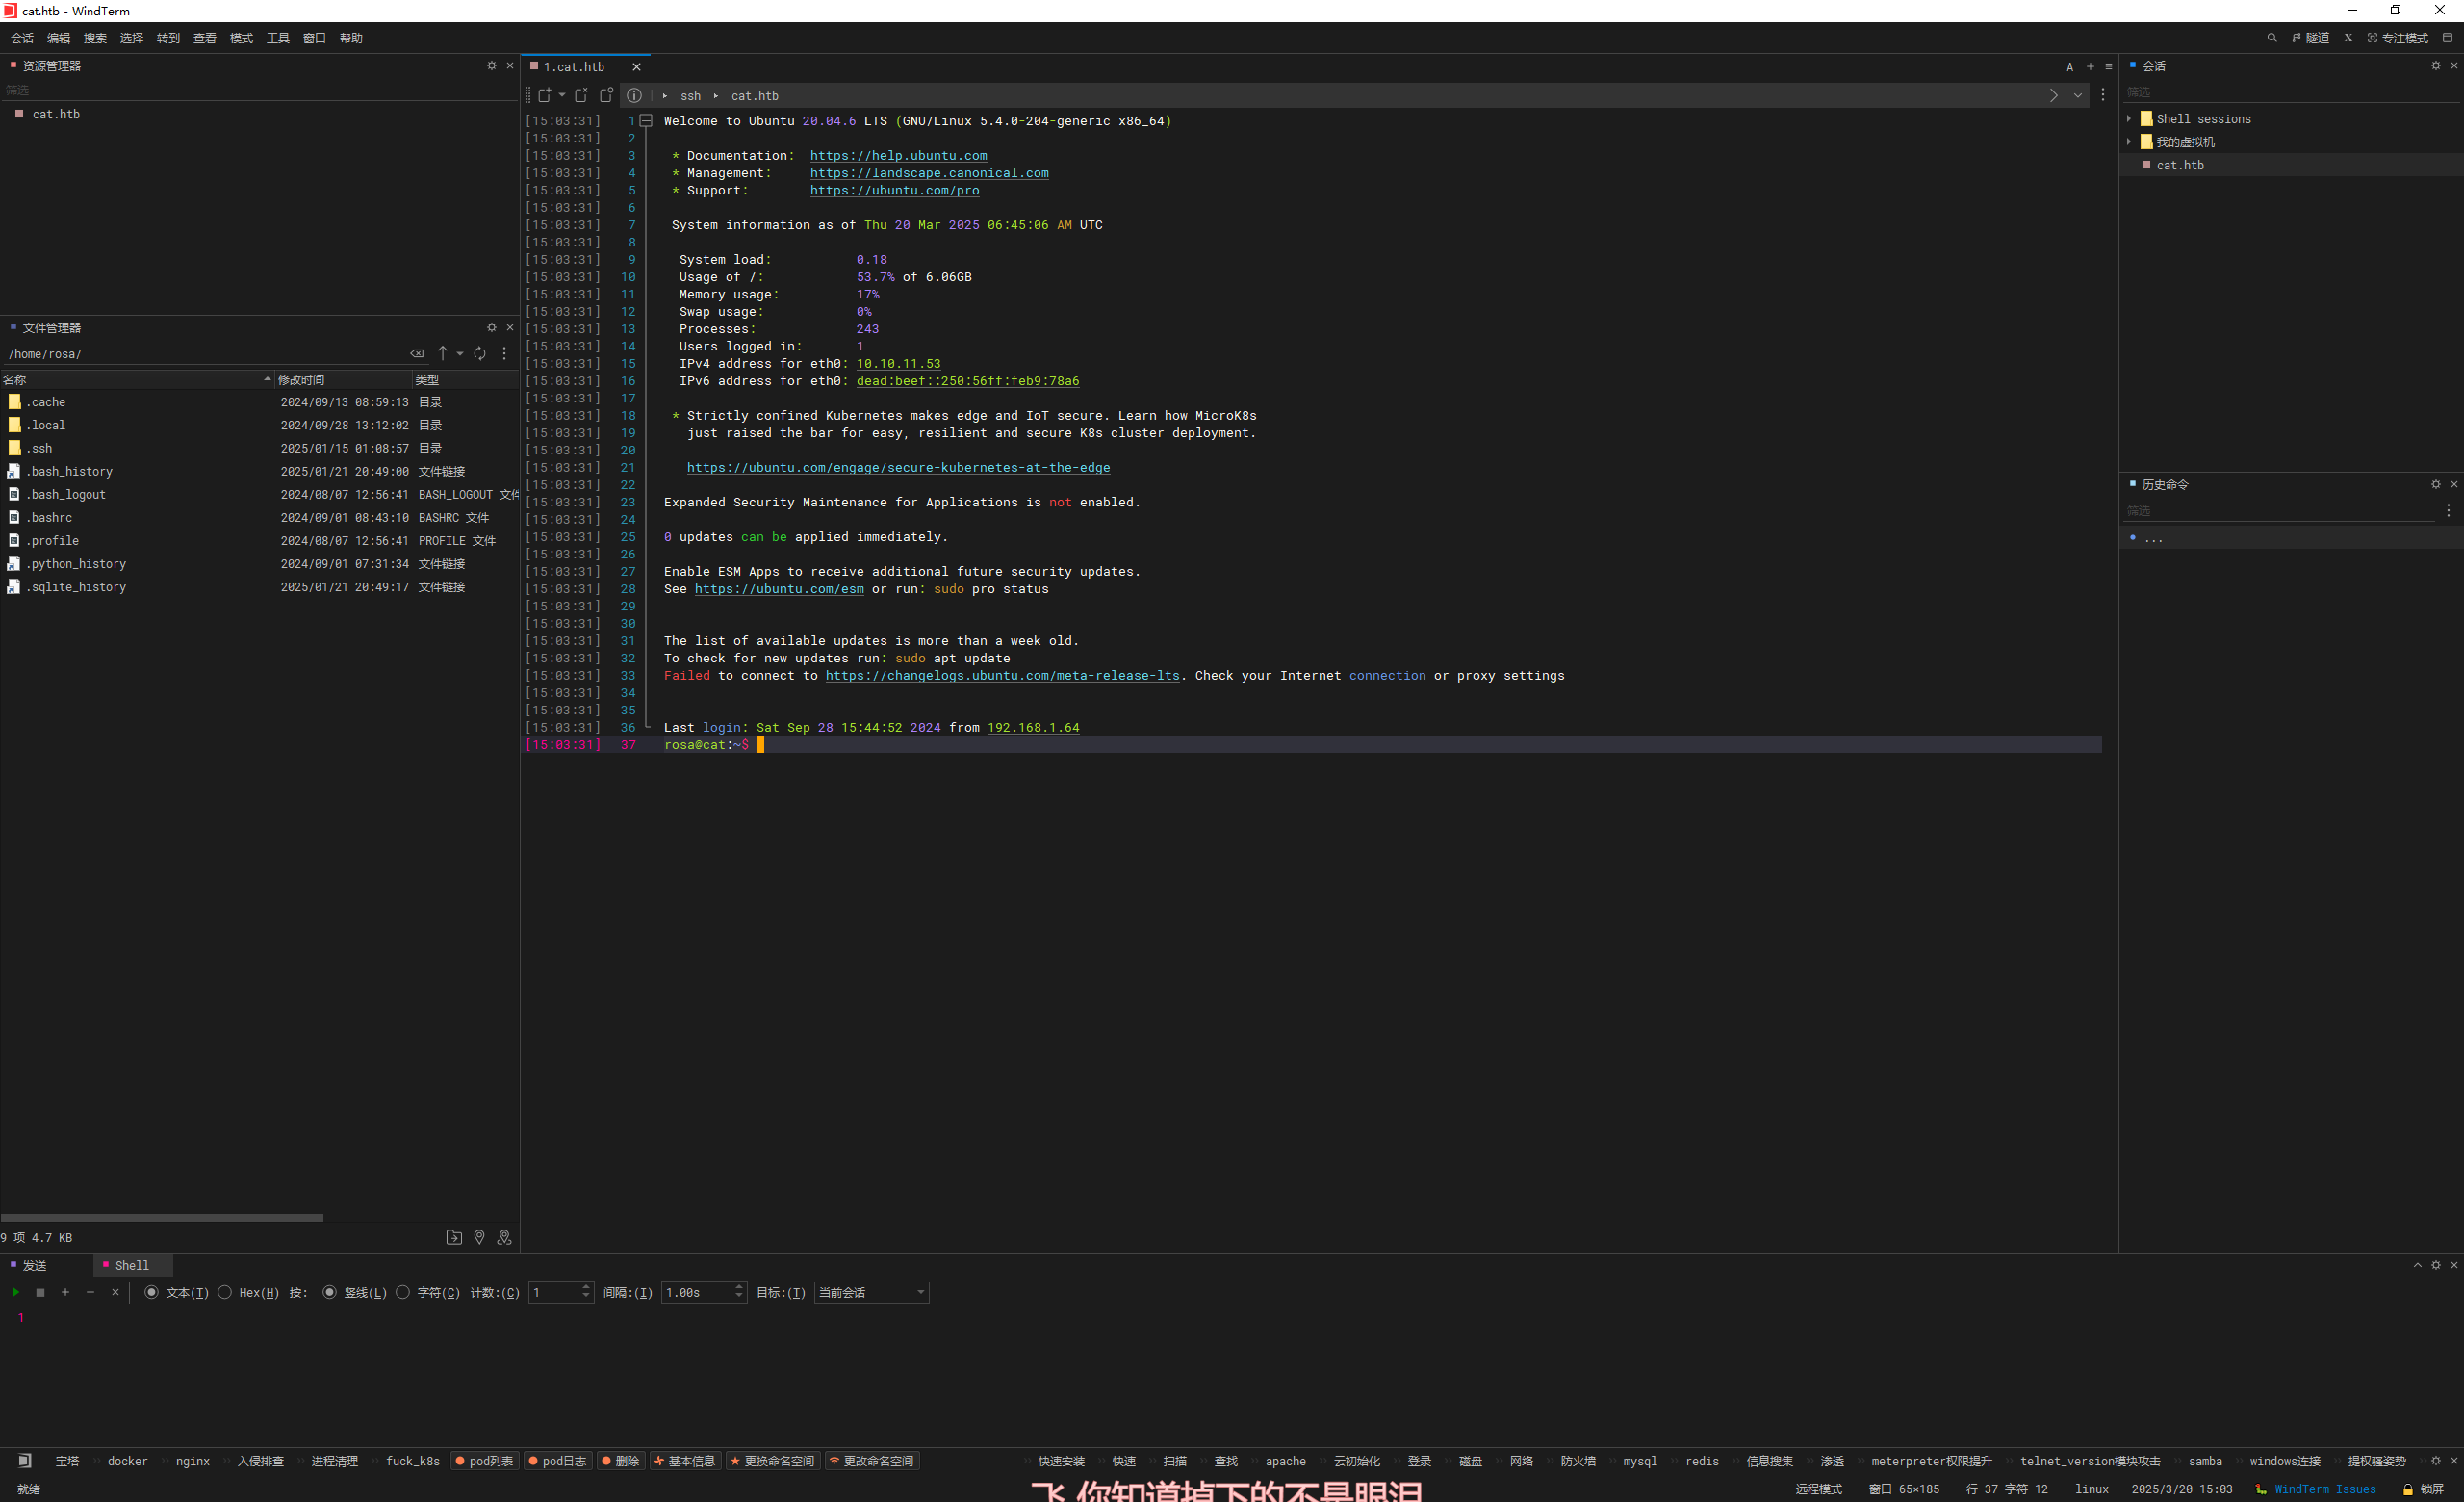 cat.htb - WindTerm
会话 编辑 搜索 选择 转到 查看 模式 工具 窗口 帮助
隧道 X 专注模式
资源管理器
筛选
cat.htb
文件管理器
/home/rosa/
名称 修改时间 类型
.cache 2024/09/13 08:59:13 目录
.local 2024/09/28 13:12:02 目录
.ssh 2025/01/15 01:08:57 目录
.bash_history 2025/01/21 20:49:00 文件链接
.bash_logout 2024/08/07 12:56:41 BASH_LOGOUT 文件
.bashrc 2024/09/01 08:43:10 BASHRC 文件
.profile 2024/08/07 12:56:41 PROFILE 文件
.python_history 2024/09/01 07:31:34 文件链接
.sqlite_history 2025/01/21 20:49:17 文件链接
9 项 4.7 KB
1.cat.htb
A
ssh cat.htb
[15:03:31] 1 Welcome to Ubuntu 20.04.6 LTS (GNU/Linux 5.4.0-204-generic x86_64)
[15:03:31] 2
[15:03:31] 3 * Documentation: https://help.ubuntu.com
[15:03:31] 4 * Management: https://landscape.canonical.com
[15:03:31] 5 * Support: https://ubuntu.com/pro
[15:03:31] 6
[15:03:31] 7 System information as of Thu 20 Mar 2025 06:45:06 AM UTC
[15:03:31] 8
[15:03:31] 9 System load: 0.18
[15:03:31] 10 Usage of /: 53.7% of 6.06GB
[15:03:31] 11 Memory usage: 17%
[15:03:31] 12 Swap usage: 0%
[15:03:31] 13 Processes: 243
[15:03:31] 14 Users logged in: 1
[15:03:31] 15 IPv4 address for eth0: 10.10.11.53
[15:03:31] 16 IPv6 address for eth0: dead:beef::250:56ff:feb9:78a6
[15:03:31] 17
[15:03:31] 18 * Strictly confined Kubernetes makes edge and IoT secure. Learn how MicroK8s
[15:03:31] 19 just raised the bar for easy, resilient and secure K8s cluster deployment.
[15:03:31] 20
[15:03:31] 21 https://ubuntu.com/engage/secure-kubernetes-at-the-edge
[15:03:31] 22
[15:03:31] 23 Expanded Security Maintenance for Applications is not enabled.
[15:03:31] 24
[15:03:31] 25 0 updates can be applied immediately.
[15:03:31] 26
[15:03:31] 27 Enable ESM Apps to receive additional future security updates.
[15:03:31] 28 See https://ubuntu.com/esm or run: sudo pro status
[15:03:31] 29
[15:03:31] 30
[15:03:31] 31 The list of available updates is more than a week old.
[15:03:31] 32 To check for new updates run: sudo apt update
[15:03:31] 33 Failed to connect to https://changelogs.ubuntu.com/meta-release-lts. Check your Internet connection or proxy settings
[15:03:31] 34
[15:03:31] 35
[15:03:31] 36 Last login: Sat Sep 28 15:44:52 2024 from 192.168.1.64
[15:03:31] 37 rosa@cat:~$
会话
筛选
Shell sessions
我的虚拟机
cat.htb
历史命令
筛选
...
发送 Shell
文本(T) Hex(H) 按: 竖线(L) 字符(C) 计数:(C) 1 间隔:(I) 1.00s 目标:(T) 当前会话
1
宝塔 docker nginx 入侵排查 进程清理 fuck_k8s pod列表 pod日志 删除 基本信息 更换命名空间 更改命名空间 快速安装 快速 扫描 查找 apache 云初始化 登录 磁盘 网络 防火墙 mysql redis 信息搜集 渗透 meterpreter权限提升 telnet_version模块攻击 samba windows连接 提权骚姿势
飞 你知道掉下的不是眼泪
就绪 远程模式 窗口 65×185 行 37 字符 12 linux 2025/3/20 15:03 WindTerm Issues 锁屏